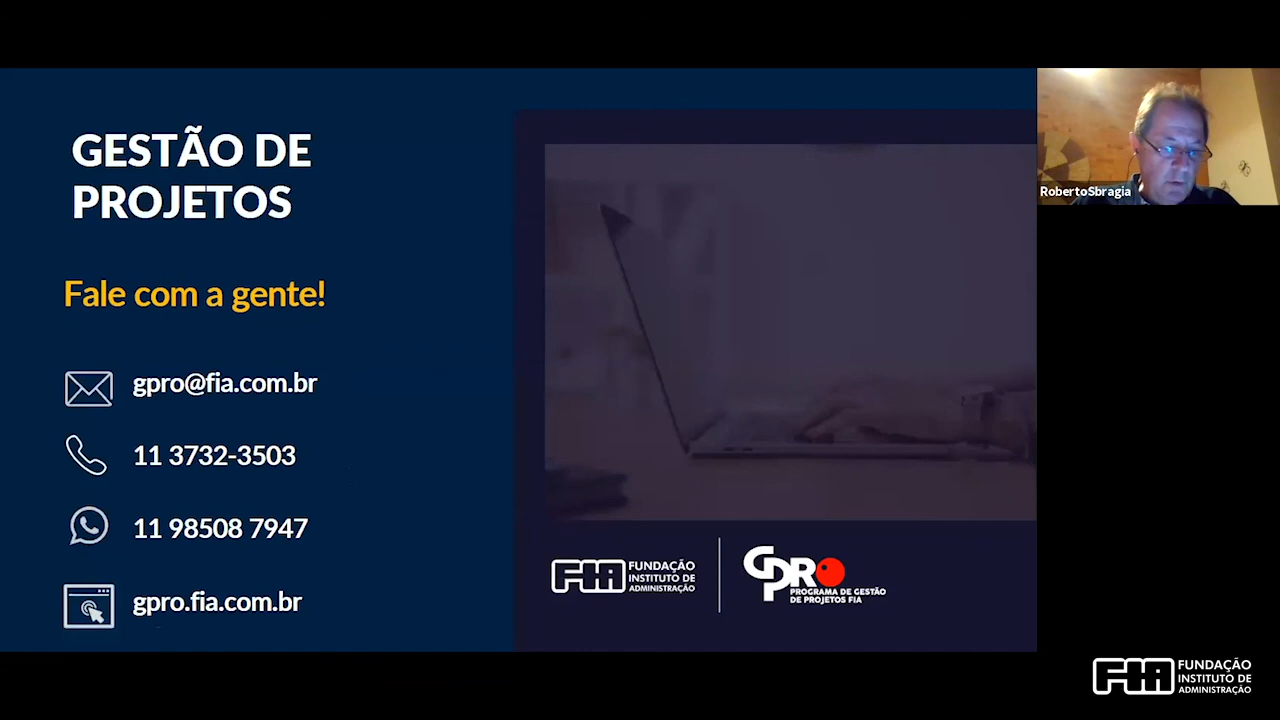 GESTÃO DE
PROJETOS
Fale com a gente!
gpro@fia.com.br
11 3732-3503
11 98508 7947
gpro.fia.com.br
FIA FUNDAÇÃO
INSTITUTO DE
ADMINISTRAÇÃO
GPRO
PROGRAMA DE GESTÃO
DE PROJETOS FIA
RobertoSbragia
FIA FUNDAÇÃO
INSTITUTO DE
ADMINISTRAÇÃO